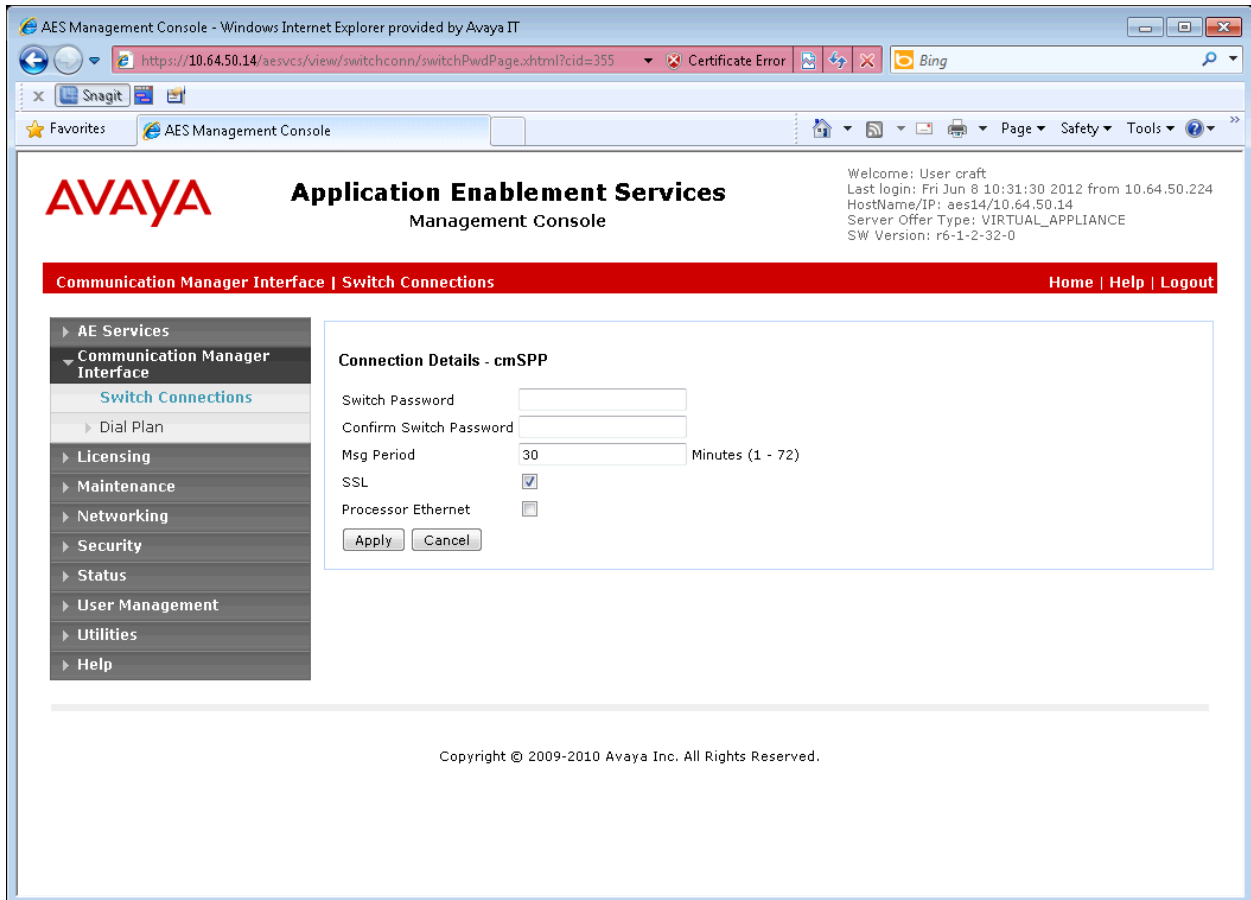 AES Management Console - Windows Internet Explorer provided by Avaya IT
https://10.64.50.14/aesvcs/view/switchconn/switchPwdPage.xhtml?cid=355 Certificate Error Bing
x Snagit
Favorites AES Management Console Page Safety Tools »
AVAYA
Application Enablement Services
Management Console
Welcome: User craft
Last login: Fri Jun 8 10:31:30 2012 from 10.64.50.224
HostName/IP: aes14/10.64.50.14
Server Offer Type: VIRTUAL_APPLIANCE
SW Version: r6-1-2-32-0
Communication Manager Interface | Switch Connections Home | Help | Logout
AE Services
Communication Manager
Interface
Switch Connections
Dial Plan
Licensing
Maintenance
Networking
Security
Status
User Management
Utilities
Help
Connection Details - cmSPP
Switch Password
Confirm Switch Password
Msg Period 30 Minutes (1 - 72)
SSL
Processor Ethernet
Apply Cancel
Copyright © 2009-2010 Avaya Inc. All Rights Reserved.